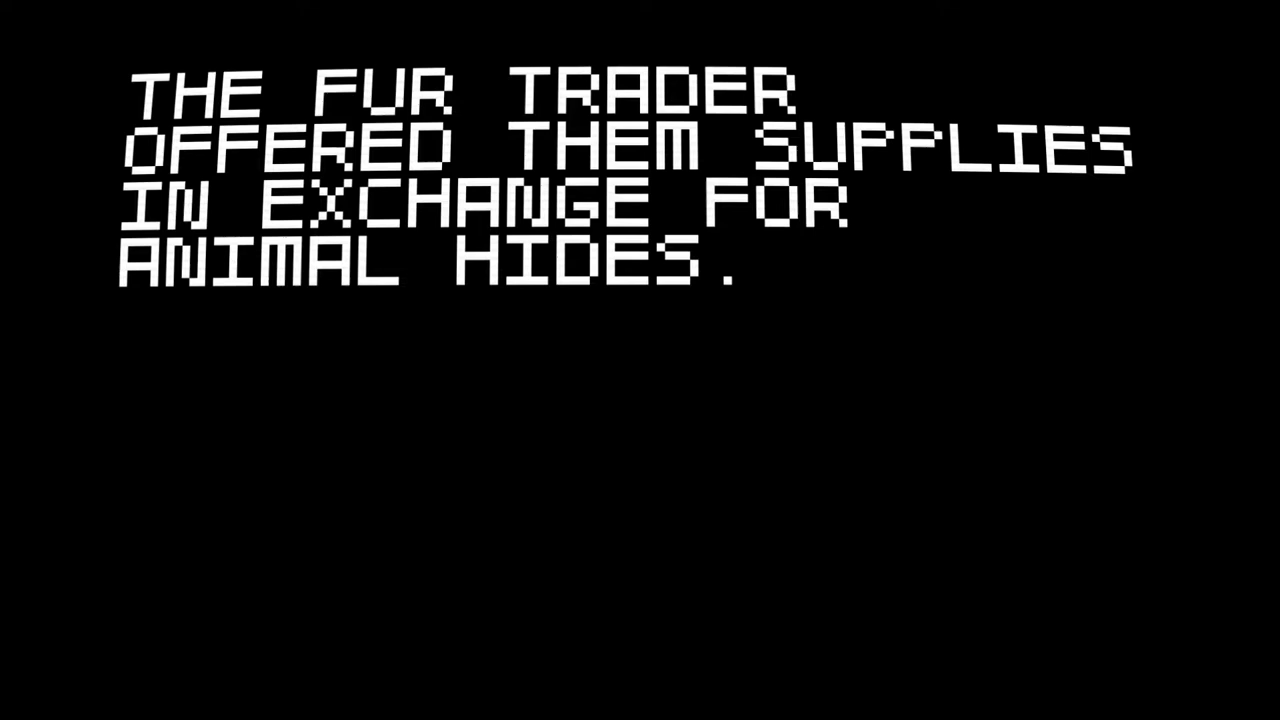 THE FUR TRADER
OFFERED THEM SUPPLIES
IN EXCHANGE FOR
ANIMAL HIDES.